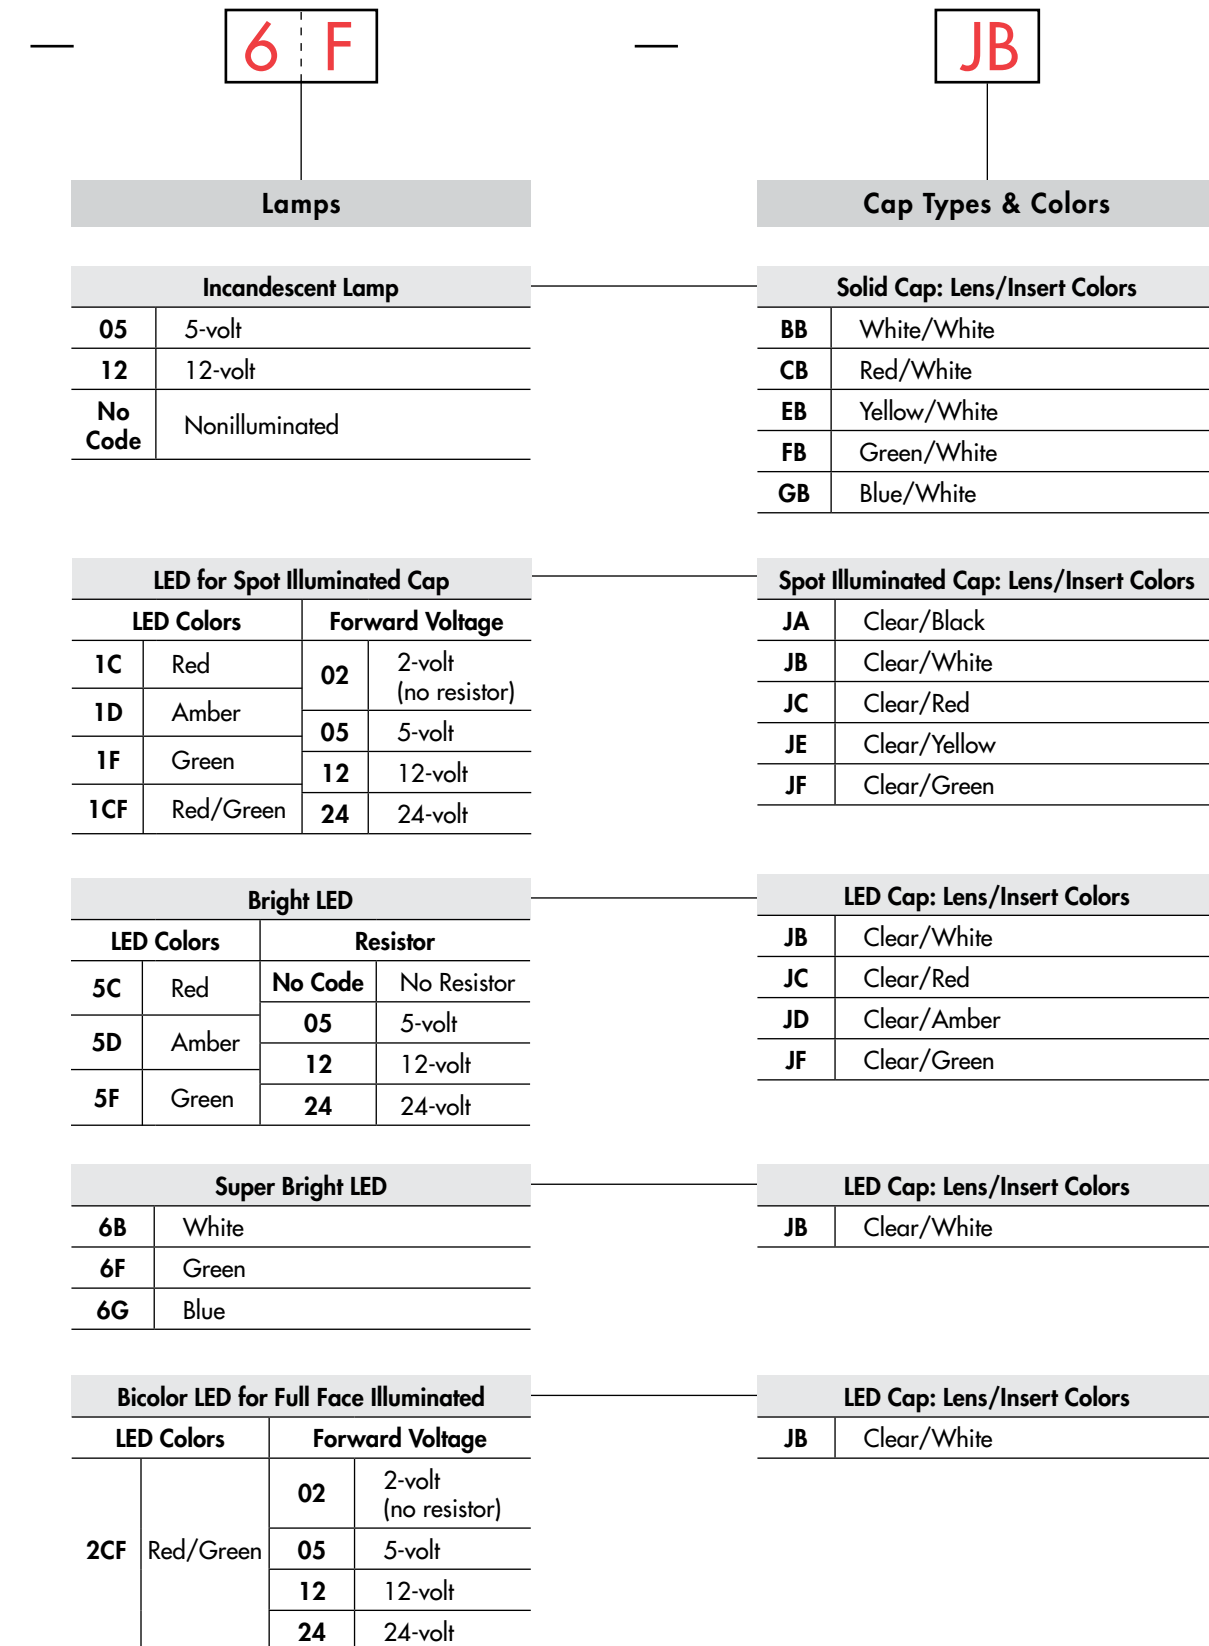 — 6 F — JB
Lamps
Incandescent Lamp
05 5-volt
12 12-volt
No Code Nonilluminated
LED for Spot Illuminated Cap
LED Colors Forward Voltage
1C Red
1D Amber
1F Green
1CF Red/Green
02 2-volt
(no resistor)
05 5-volt
12 12-volt
24 24-volt
Bright LED
LED Colors Resistor
5C Red
5D Amber
5F Green
No Code No Resistor
05 5-volt
12 12-volt
24 24-volt
Super Bright LED
6B White
6F Green
6G Blue
Bicolor LED for Full Face Illuminated
LED Colors Forward Voltage
2CF Red/Green
02 2-volt
(no resistor)
05 5-volt
12 12-volt
24 24-volt
Cap Types & Colors
Solid Cap: Lens/Insert Colors
BB White/White
CB Red/White
EB Yellow/White
FB Green/White
GB Blue/White
Spot Illuminated Cap: Lens/Insert Colors
JA Clear/Black
JB Clear/White
JC Clear/Red
JE Clear/Yellow
JF Clear/Green
LED Cap: Lens/Insert Colors
JB Clear/White
JC Clear/Red
JD Clear/Amber
JF Clear/Green
LED Cap: Lens/Insert Colors
JB Clear/White
LED Cap: Lens/Insert Colors
JB Clear/White